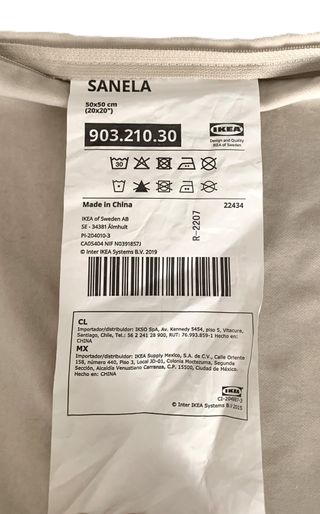 SANELA
50x50 cm
(20x20")
903.210.30
IKEA
Design and Quality
IKEA of Sweden
30
Made in China
22434
IKEA of Sweden AB
SE - 34381 Älmhult
PI-204010-3
CA05404 NIF N0391857J
© Inter IKEA Systems B.V. 2019
R-2207
CL
Importador/distribuidor: IKSO SpA, Av. Kennedy 5454, piso 5, Vitacura,
Santiago, Chile, Tel.: 56 2 241 28 900, RUT: 76.993.859-1 Hecho en:
CHINA
MX
Importador/distribuidor: IKEA Supply Mexico, S.A. de C.V., Calle Oriente
158, número 440, Piso 3, Local JD-01, Colonia Moctezuma, Segunda
Sección, Alcaldía Venustiano Carranza, C.P. 15500, Ciudad de México.
Hecho en: CHINA
IKEA
© Inter IKEA Systems B.V 2015